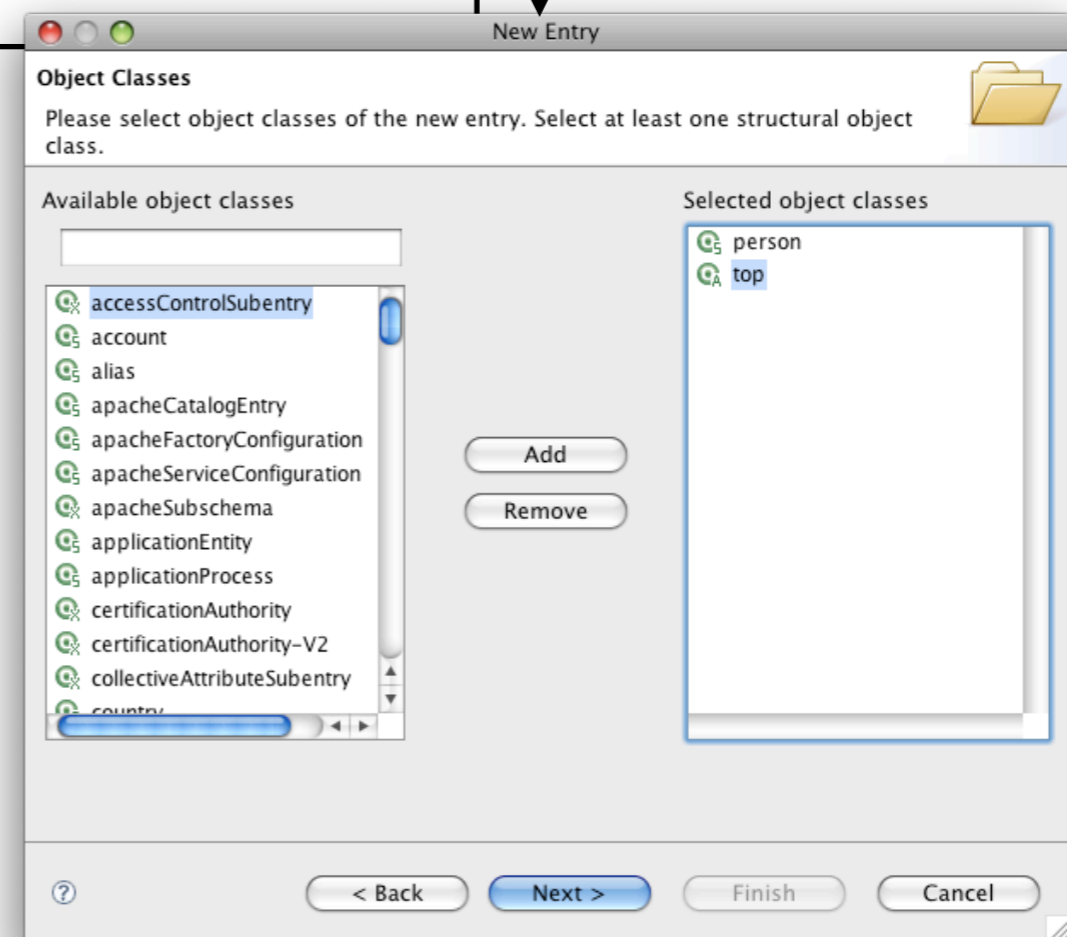 New Entry
Object Classes
Please select object classes of the new entry. Select at least one structural object
class.
Available object classes
Selected object classes
accessControlSubentry
account
alias
apacheCatalogEntry
apacheFactoryConfiguration
apacheServiceConfiguration
apacheSubschema
applicationEntity
applicationProcess
certificationAuthority
certificationAuthority-V2
collectiveAttributeSubentry
country
Add
Remove
person
top
?
< Back
Next >
Finish
Cancel